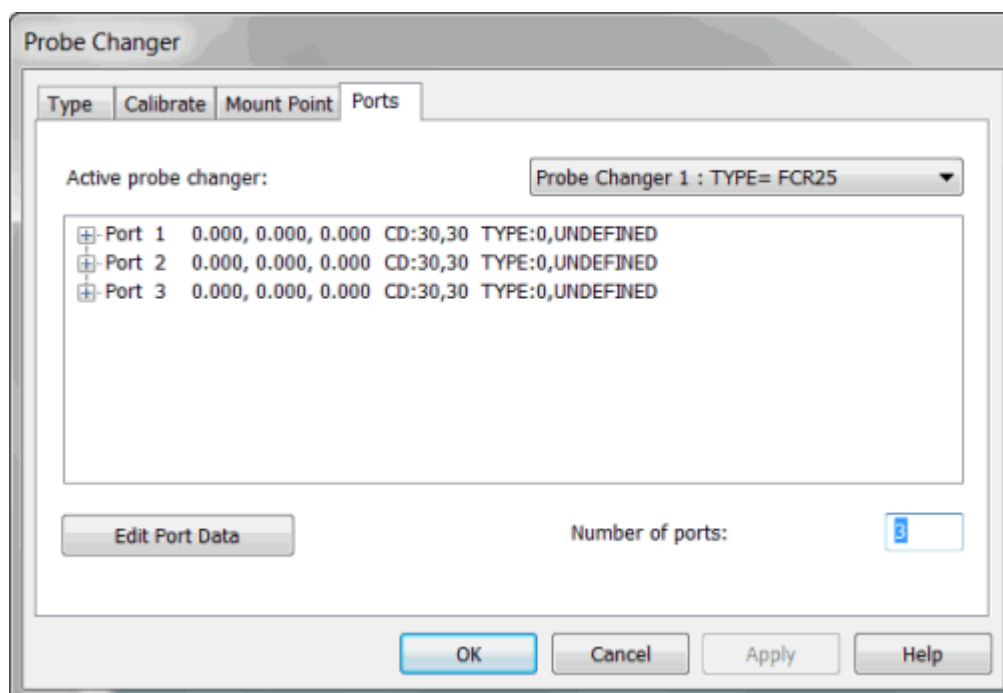 Probe Changer
Type Calibrate Mount Point Ports
Active probe changer: Probe Changer 1 : TYPE= FCR25
Port 1 0.000, 0.000, 0.000 CD:30,30 TYPE:0,UNDEFINED
Port 2 0.000, 0.000, 0.000 CD:30,30 TYPE:0,UNDEFINED
Port 3 0.000, 0.000, 0.000 CD:30,30 TYPE:0,UNDEFINED
Edit Port Data Number of ports: 3
OK Cancel Apply Help